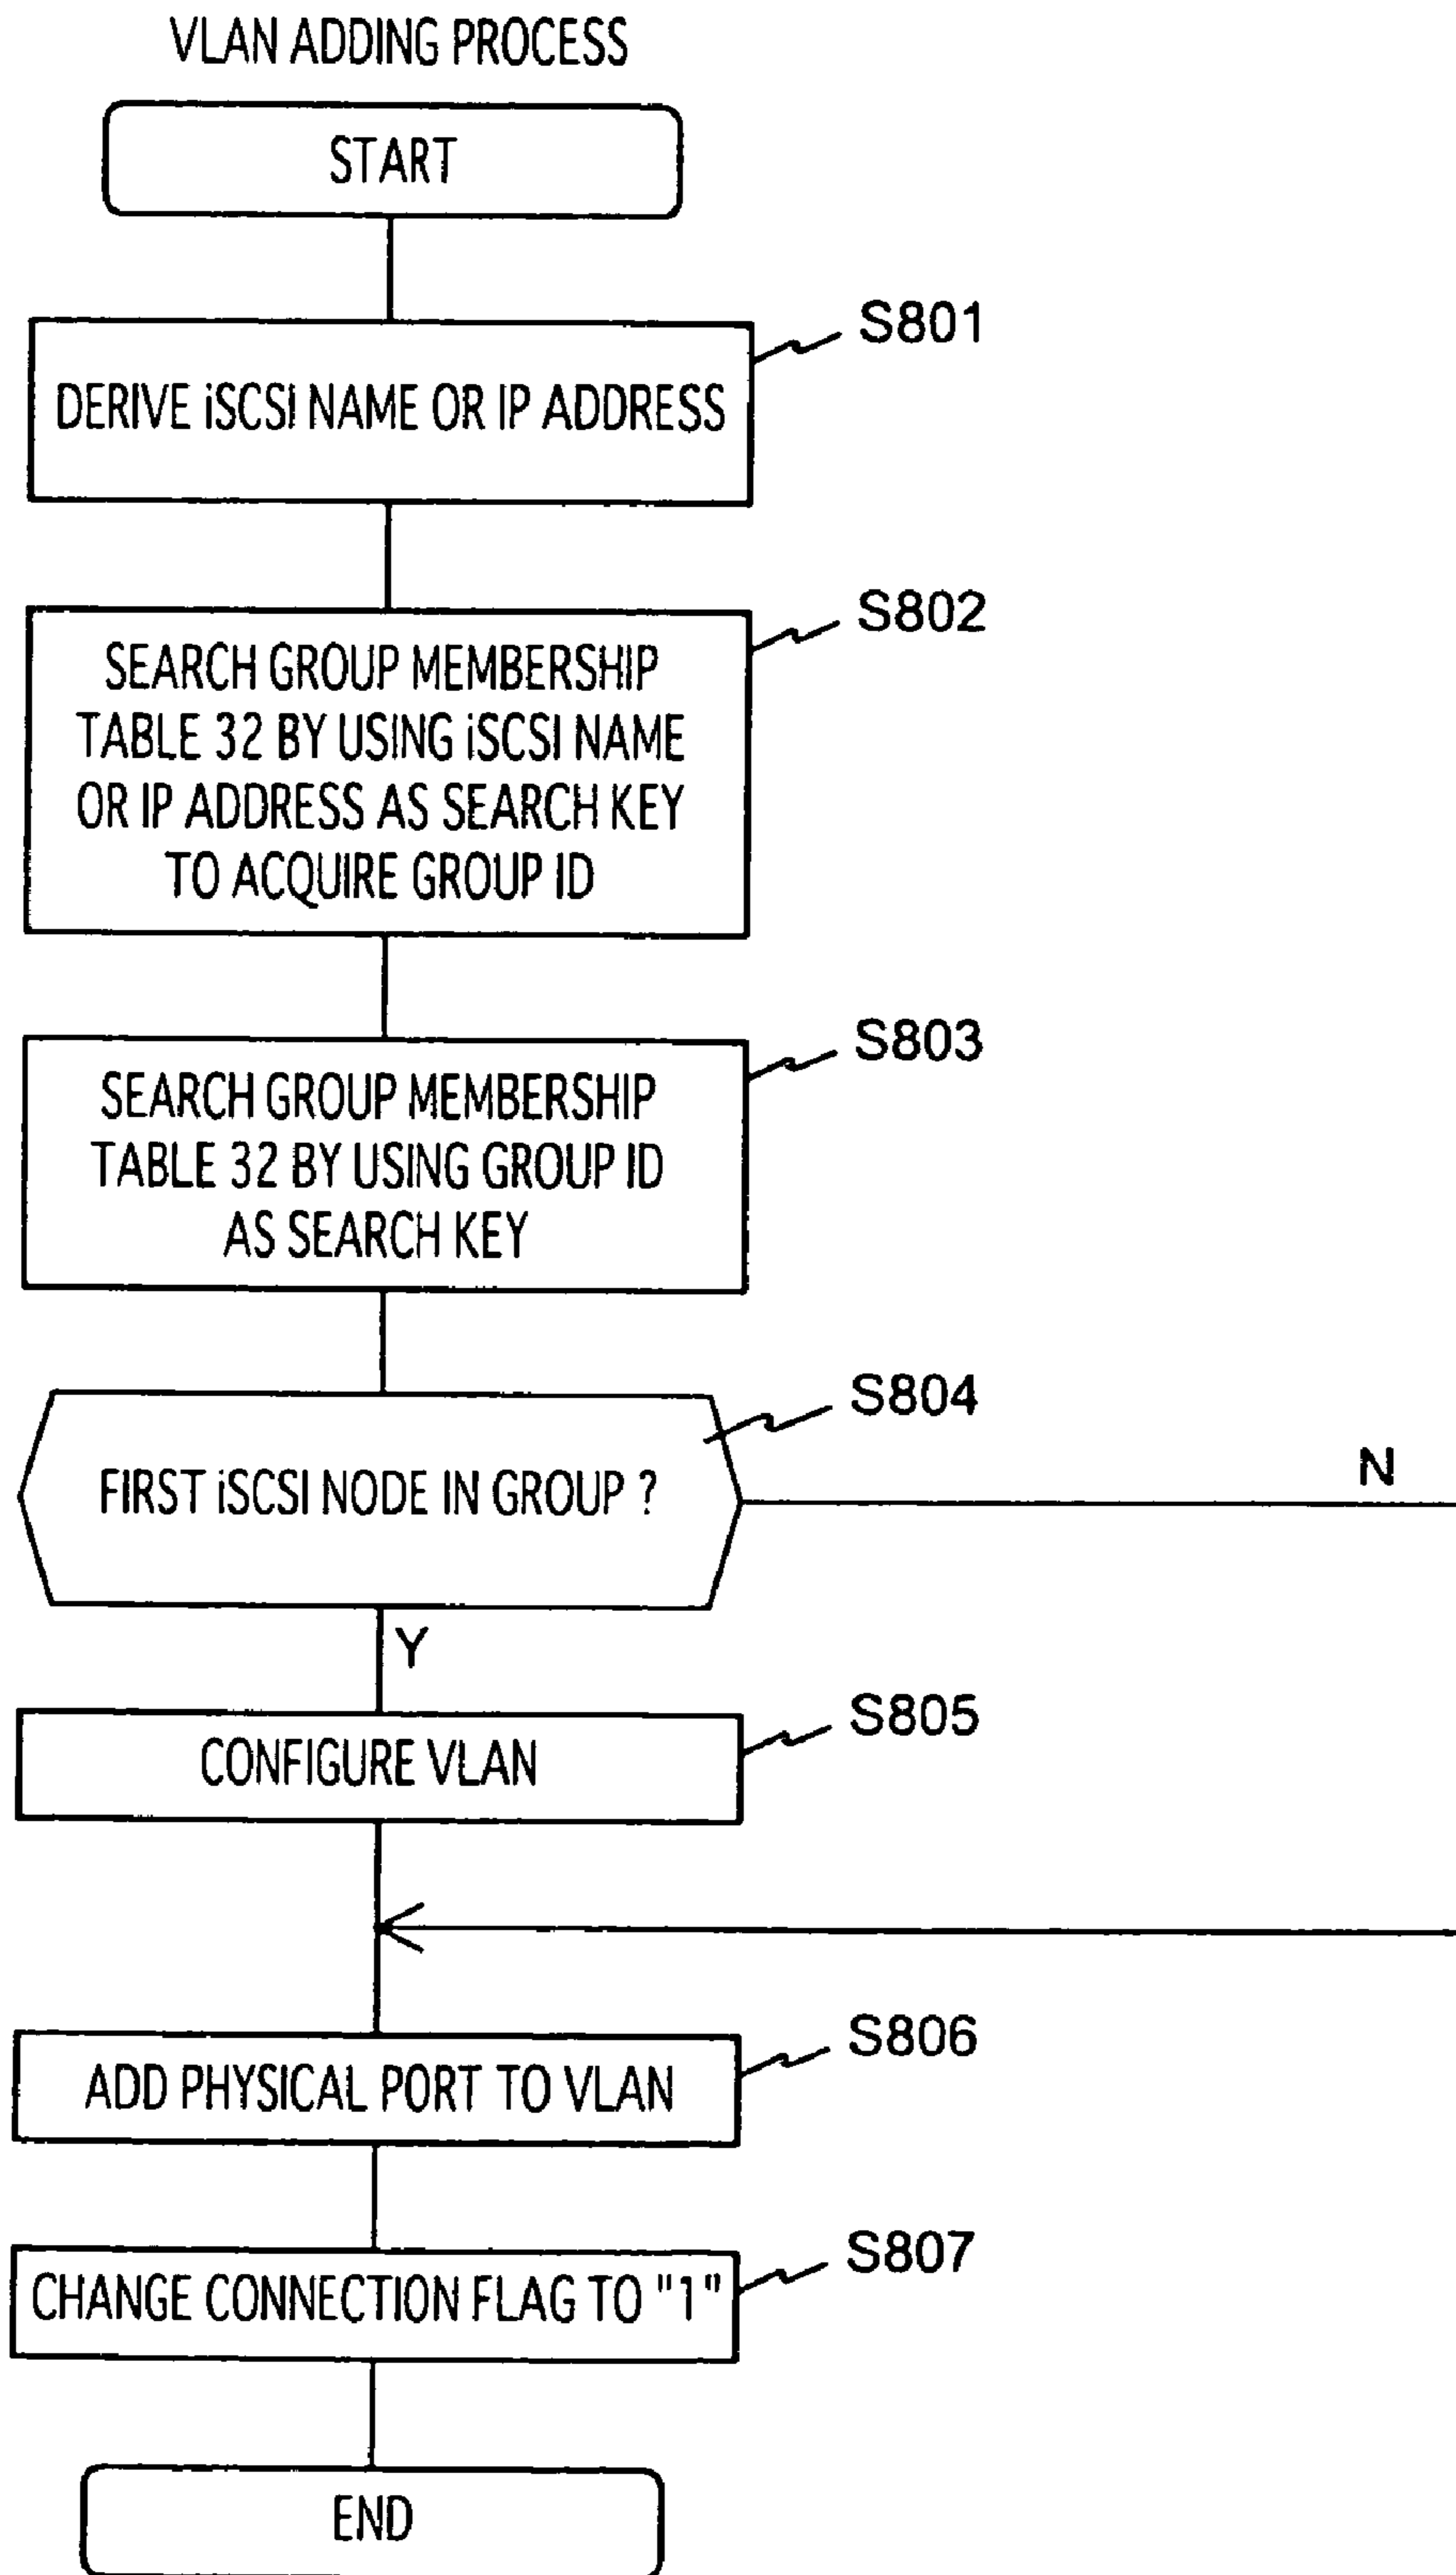 VLAN ADDING PROCESS
START
S801
DERIVE iSCSI NAME OR IP ADDRESS
S802
SEARCH GROUP MEMBERSHIP
TABLE 32 BY USING iSCSI NAME
OR IP ADDRESS AS SEARCH KEY
TO ACQUIRE GROUP ID
S803
SEARCH GROUP MEMBERSHIP
TABLE 32 BY USING GROUP ID
AS SEARCH KEY
S804
FIRST iSCSI NODE IN GROUP ?
N
Y
S805
CONFIGURE VLAN
S806
ADD PHYSICAL PORT TO VLAN
S807
CHANGE CONNECTION FLAG TO "1"
END